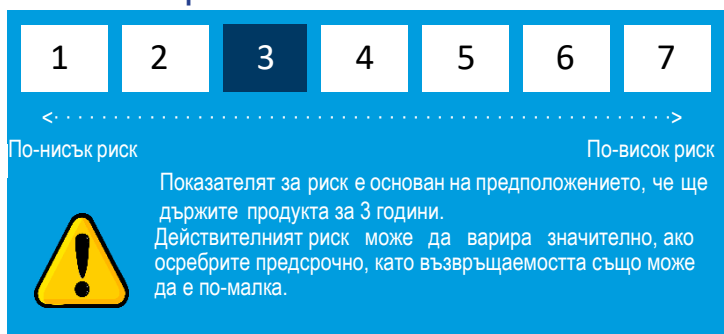 1 2 3 4 5 6 7
<· · · · · · · · · · · · · · · · · · · · · · · · · · · · · · · · · · · · · · · · · · · · · · · · · · · ·>
По-нисък риск По-висок риск
Показателят за риск е основан на предположението, че ще
държите продукта за 3 години.
Действителният риск може да варира значително, ако
осребрите предсрочно, като възвръщаемостта също може
да е по-малка.